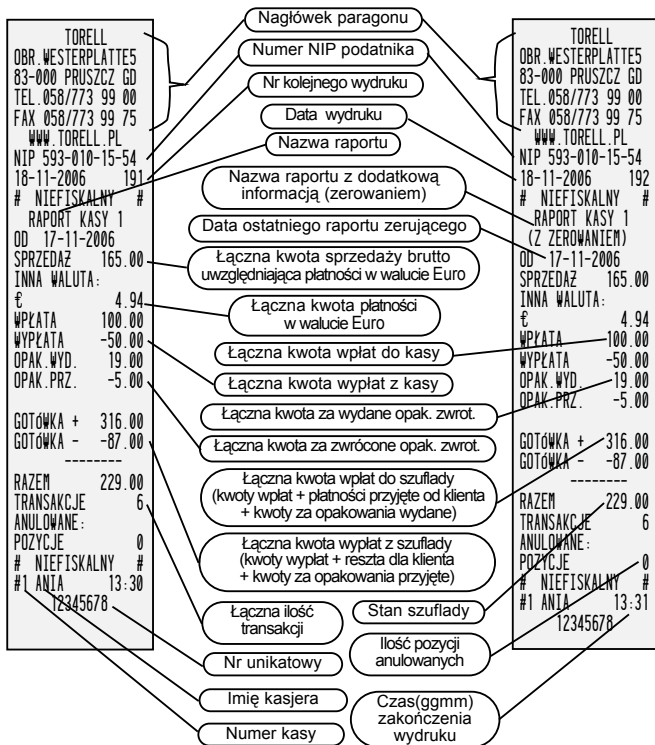 TORELL
OBR.WESTERPLATTE5
83-000 PRUSZCZ GD
TEL.058/773 99 00
FAX 058/773 99 75
WWW.TORELL.PL
NIP 593-010-15-54
18-11-2006 191
# NIEFISKALNY #
RAPORT KASY 1
OD 17-11-2006
SPRZEDAŻ 165.00
INNA WALUTA:
€ 4.94
WPŁATA 100.00
WYPŁATA -50.00
OPAK.WYD. 19.00
OPAK.PRZ. -5.00
GOTÓWKA + 316.00
GOTÓWKA - -87.00
--------
RAZEM 229.00
TRANSAKCJE 6
ANULOWANE:
POZYCJE 0
# NIEFISKALNY #
#1 ANIA 13:30
12345678
Nagłówek paragonu
Numer NIP podatnika
Nr kolejnego wydruku
Data wydruku
Nazwa raportu
Nazwa raportu z dodatkową
informacją (zerowaniem)
Data ostatniego raportu zerującego
Łączna kwota sprzedaży brutto
uwzględniająca płatności w walucie Euro
Łączna kwota płatności
w walucie Euro
Łączna kwota wpłat do kasy
Łączna kwota wypłat z kasy
Łączna kwota za wydane opak. zwrot.
Łączna kwota za zwrócone opak. zwrot.
Łączna kwota wpłat do szuflady
(kwoty wpłat + płatności przyjęte od klienta
+ kwoty za opakowania wydane)
Łączna kwota wypłat z szuflady
(kwoty wypłat + reszta dla klienta
+ kwoty za opakowania przyjęte)
Łączna ilość
transakcji
Stan szuflady
Ilość pozycji
anulowanych
Nr unikatowy
Imię kasjera
Numer kasy
Czas(ggmm)
zakończenia
wydruku
TORELL
OBR.WESTERPLATTE5
83-000 PRUSZCZ GD
TEL.058/773 99 00
FAX 058/773 99 75
WWW.TORELL.PL
NIP 593-010-15-54
18-11-2006 192
# NIEFISKALNY #
RAPORT KASY 1
(Z ZEROWANIEM)
OD 17-11-2006
SPRZEDAŻ 165.00
INNA WALUTA:
€ 4.94
WPŁATA 100.00
WYPŁATA -50.00
OPAK.WYD. 19.00
OPAK.PRZ. -5.00
GOTÓWKA + 316.00
GOTÓWKA - -87.00
--------
RAZEM 229.00
TRANSAKCJE 6
ANULOWANE:
POZYCJE 0
# NIEFISKALNY #
#1 ANIA 13:31
12345678